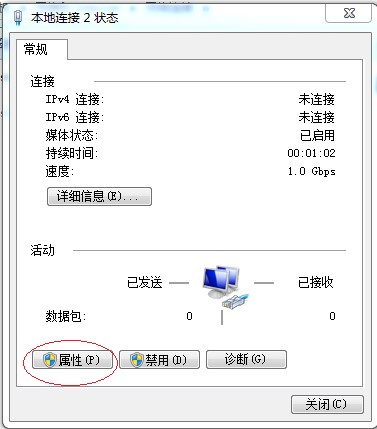 本地连接 2 状态
常规
连接
IPv4 连接: 未连接
IPv6 连接: 未连接
媒体状态: 已启用
持续时间: 00:01:02
速度: 1.0 Gbps
详细信息(E)...
活动
已发送 已接收
数据包: 0 0
属性(P) 禁用(D) 诊断(G)
关闭(C)